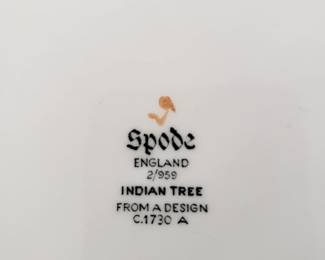 Spode
ENGLAND
2/959
INDIAN TREE
FROM A DESIGN
C.1730 A